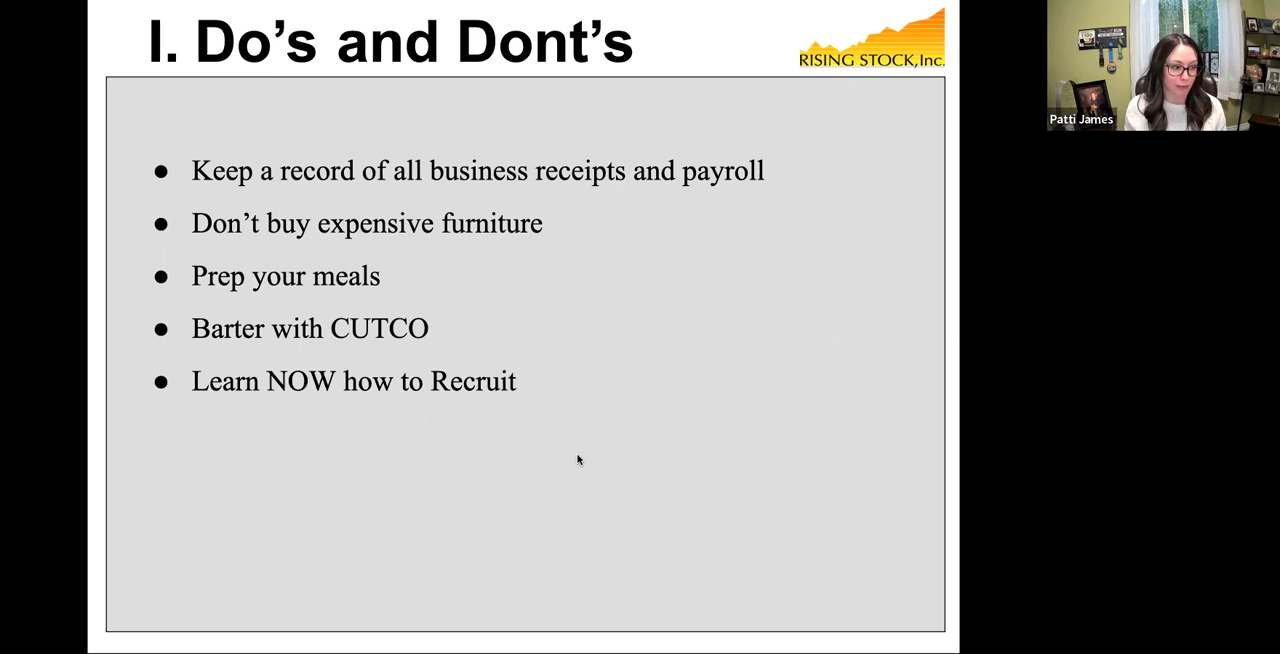 I. Do’s and Dont’s
RISING STOCK, Inc.
● Keep a record of all business receipts and payroll
● Don’t buy expensive furniture
● Prep your meals
● Barter with CUTCO
● Learn NOW how to Recruit
Patti James